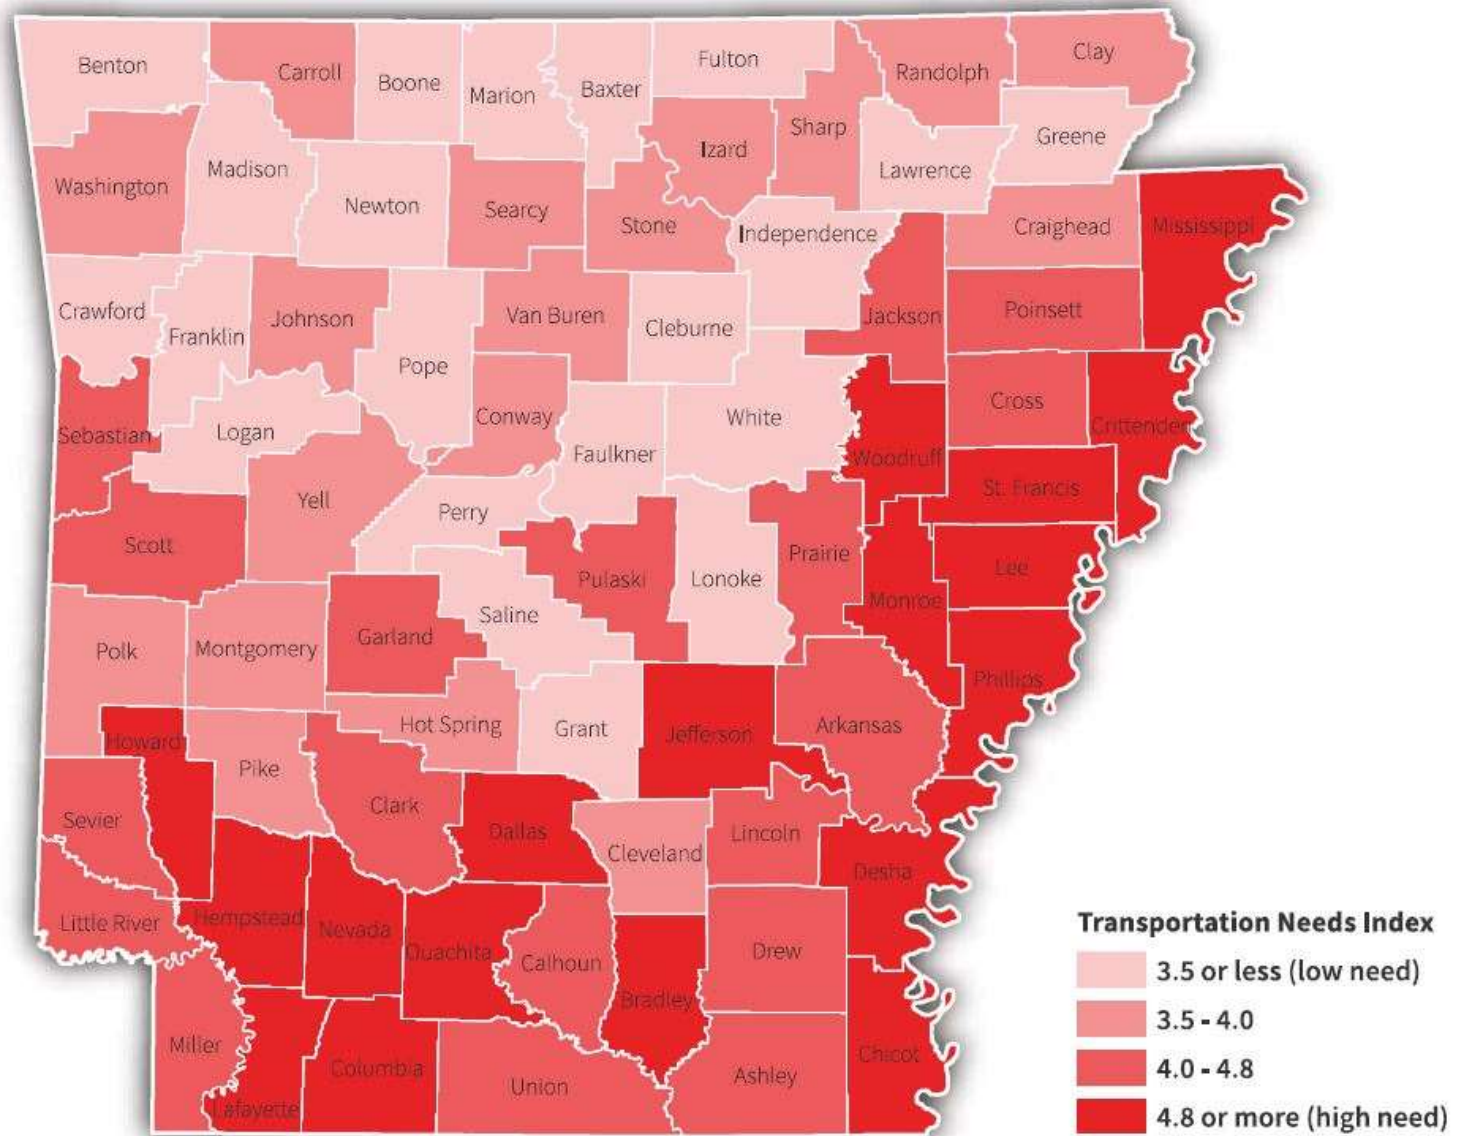 Benton
Carroll
Boone
Marion
Baxter
Fulton
Randolph
Clay
Izard
Sharp
Lawrence
Greene
Washington
Madison
Newton
Searcy
Stone
Independence
Craighead
Mississippi
Crawford
Franklin
Johnson
Pope
Van Buren
Cleburne
Jackson
Poinsett
Sebastian
Logan
Conway
Faulkner
White
Woodruff
Cross
Crittenden
Scott
Yell
Perry
Pulaski
Lonoke
Prairie
Monroe
St. Francis
Lee
Polk
Montgomery
Garland
Saline
Phillips
Howard
Pike
Hot Spring
Grant
Jefferson
Arkansas
Sevier
Clark
Dallas
Cleveland
Lincoln
Desha
Little River
Hempstead
Nevada
Ouachita
Calhoun
Bradley
Drew
Miller
Lafayette
Columbia
Union
Ashley
Chicot
Transportation Needs Index
3.5 or less (low need)
3.5 - 4.0
4.0 - 4.8
4.8 or more (high need)